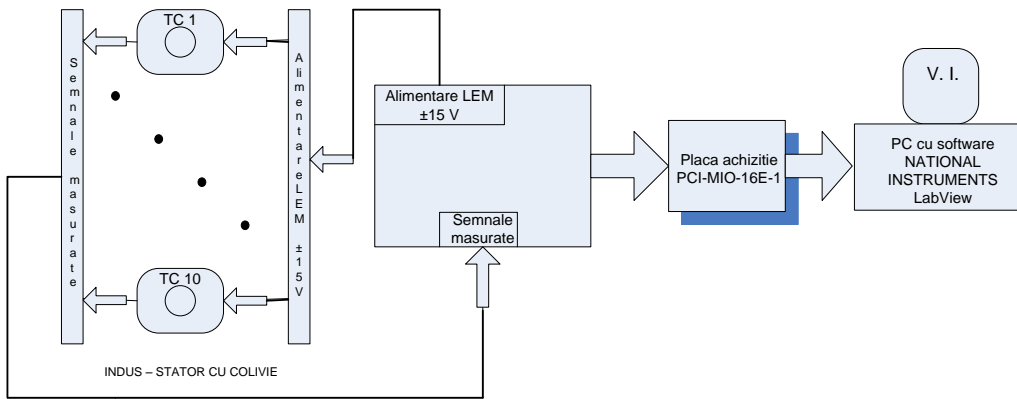 TC 1
Semnale masurate
Alimentare LEM ±15V
TC 10
INDUS – STATOR CU COLIVIE
Alimentare LEM
±15 V
Semnale
masurate
Placa achizitie
PCI-MIO-16E-1
V. I.
PC cu software
NATIONAL
INSTRUMENTS
LabView